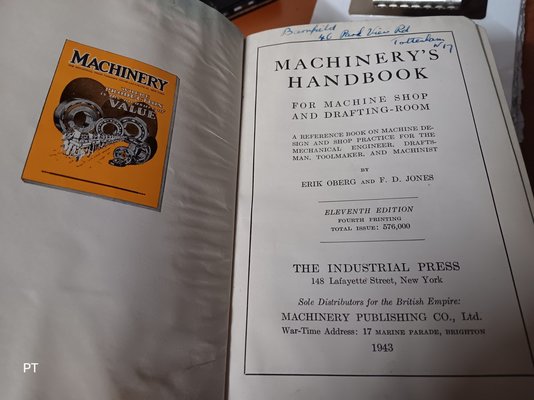 MACHINERY
VALUE
Bamfield
40 Park View Rd
Tottenham
N17
MACHINERY'S
HANDBOOK
FOR MACHINE SHOP
AND DRAFTING-ROOM
A REFERENCE BOOK ON MACHINE DE-
SIGN AND SHOP PRACTICE FOR THE
MECHANICAL ENGINEER, DRAFTS-
MAN, TOOLMAKER, AND MACHINIST
BY
ERIK OBERG AND F. D. JONES
ELEVENTH EDITION
FOURTH PRINTING
TOTAL ISSUE: 576,000
THE INDUSTRIAL PRESS
148 Lafayette Street, New York
Sole Distributors for the British Empire:
MACHINERY PUBLISHING CO., Ltd.
War-Time Address: 17 MARINE PARADE, BRIGHTON
1943
PT